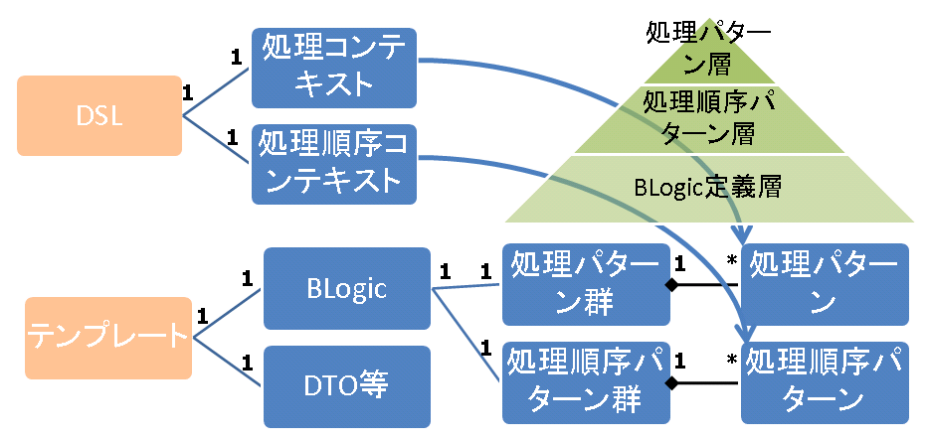 処理コンテ
キスト
1
1
DSL
1
処理順序コ
ンテキスト
処理パター
ン層
処理順序パ
ターン層
BLogic定義層
テンプレート
1
1
BLogic
1
DTO等
1
1
処理パター
ン群
1
*
処理パター
ン
1
処理順序パ
ターン群
1
*
処理順序パ
ターン